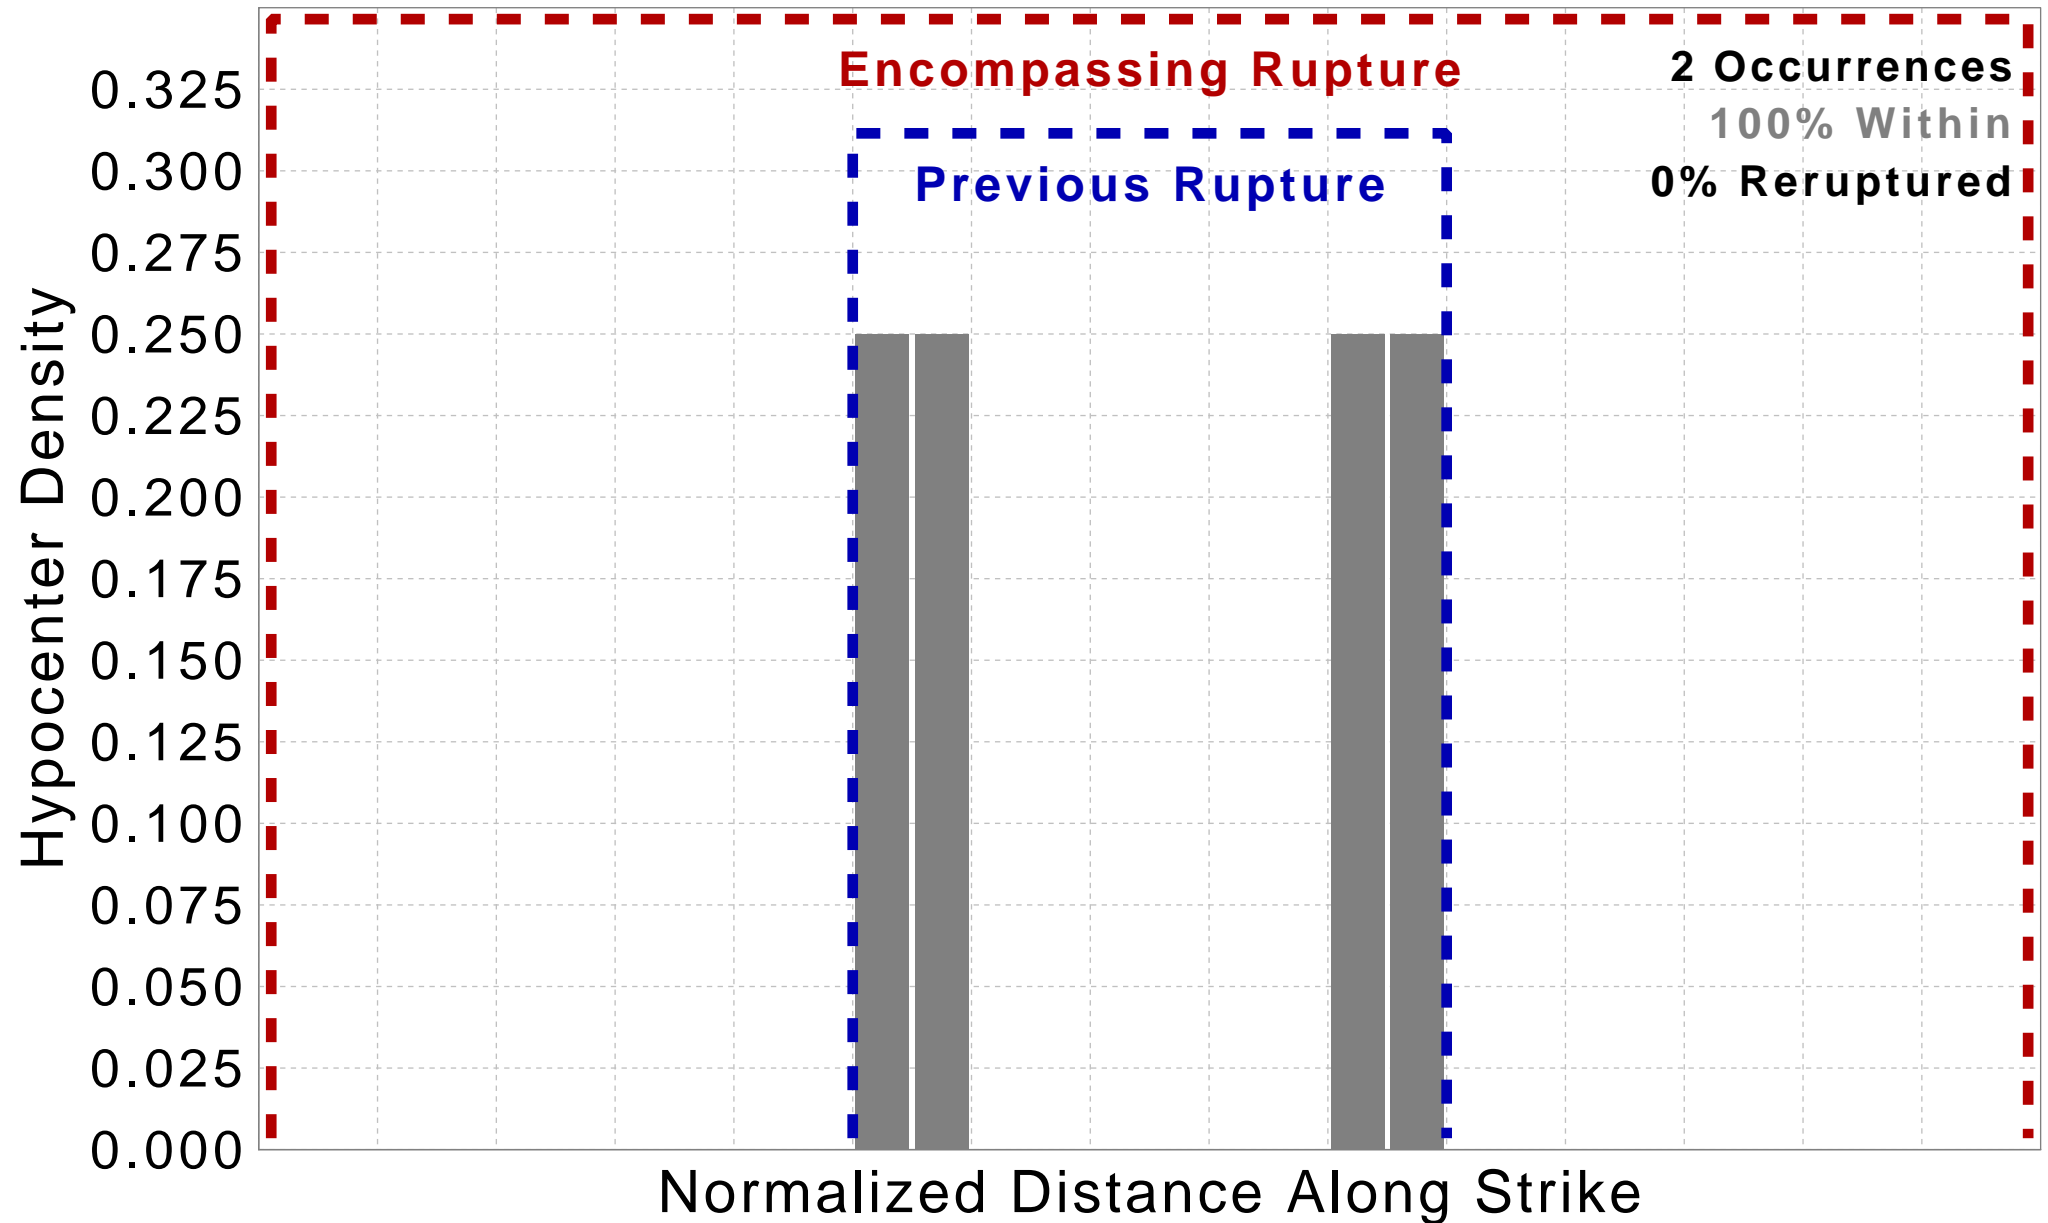 Encompassing Rupture
2 Occurrences
100% Within
0% Reruptured
Previous Rupture
Hypocenter Density
0.325
0.300
0.275
0.250
0.225
0.200
0.175
0.150
0.125
0.100
0.075
0.050
0.025
0.000
Normalized Distance Along Strike